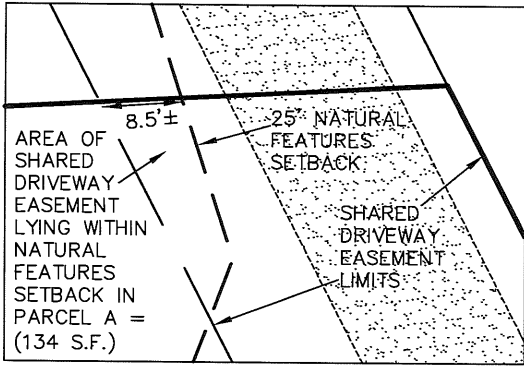 8.5'±
AREA OF
SHARED
DRIVEWAY
EASEMENT
LYING WITHIN
NATURAL
FEATURES
SETBACK IN
PARCEL A =
(134 S.F.)
25' NATURAL
FEATURES
SETBACK
SHARED
DRIVEWAY
EASEMENT
LIMITS